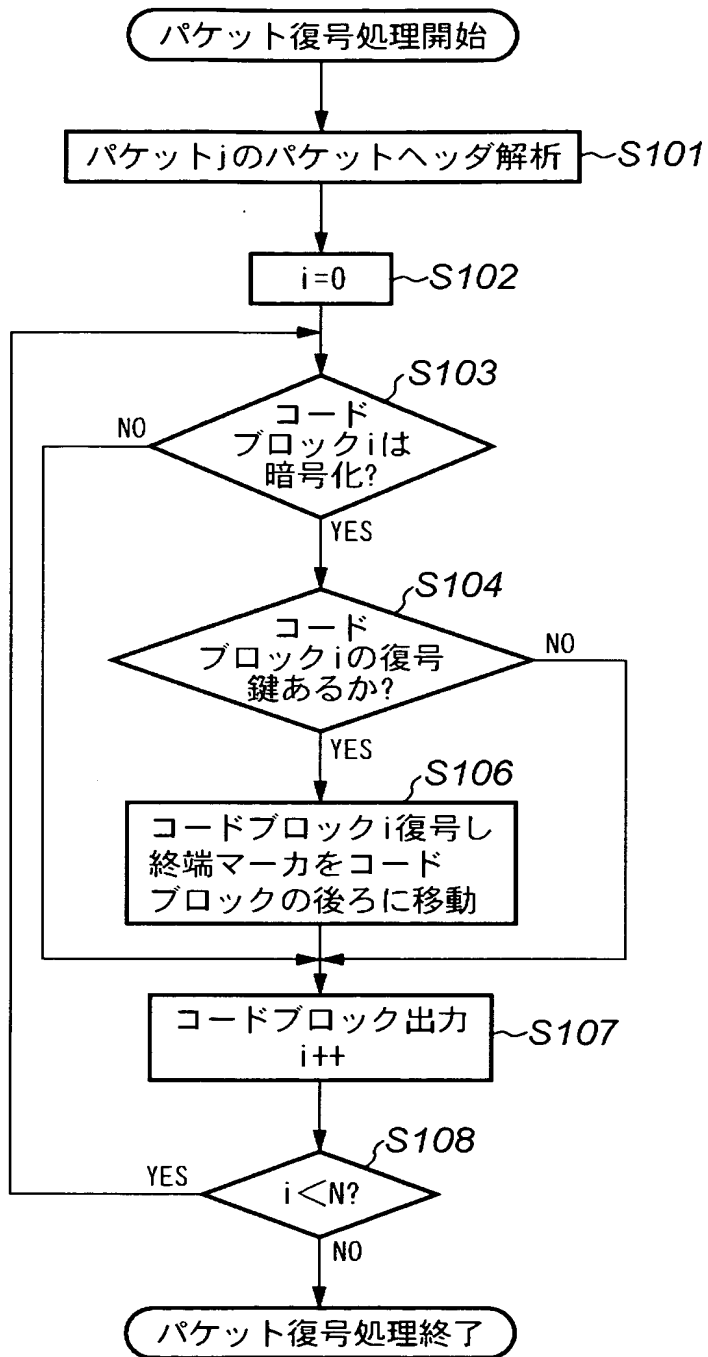 パケット復号処理開始
パケットjのパケットヘッダ解析
S101
i=0
S102
S103
コード
ブロックiは
暗号化?
NO
YES
S104
コード
ブロックiの復号
鍵あるか?
NO
YES
S106
コードブロックi復号し
終端マーカをコード
ブロックの後ろに移動
コードブロック出力
i++
S107
S108
YES
i<N?
NO
パケット復号処理終了